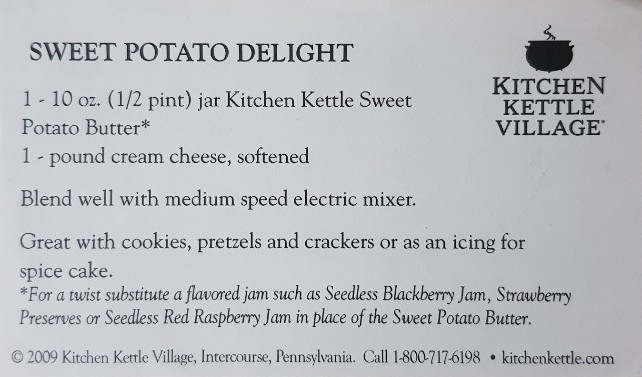 SWEET POTATO DELIGHT
KITCHEN
KETTLE
VILLAGE
1 - 10 oz. (1/2 pint) jar Kitchen Kettle Sweet
Potato Butter*
1 - pound cream cheese, softened
Blend well with medium speed electric mixer.
Great with cookies, pretzels and crackers or as an icing for
spice cake.
*For a twist substitute a flavored jam such as Seedless Blackberry Jam, Strawberry
Preserves or Seedless Red Raspberry Jam in place of the Sweet Potato Butter.
© 2009 Kitchen Kettle Village, Intercourse, Pennsylvania. Call 1-800-717-6198 • kitchenkettle.com